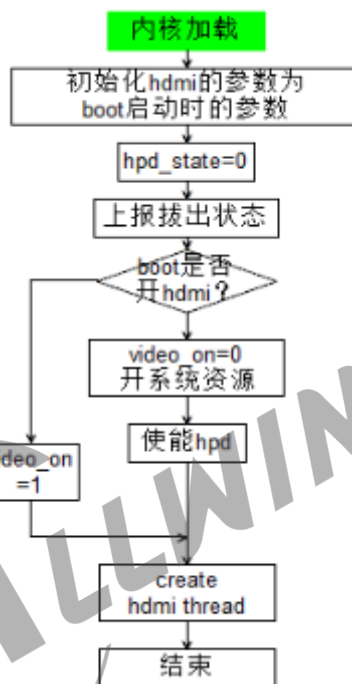 内核加载
初始化hdmi的参数为
boot启动时的参数
hpd_state=0
上报拔出状态
boot是否
开hdmi？
video_on=0
开系统资源
使能hpd
deo_on
=1
create
hdmi thread
结束
ALLWIN